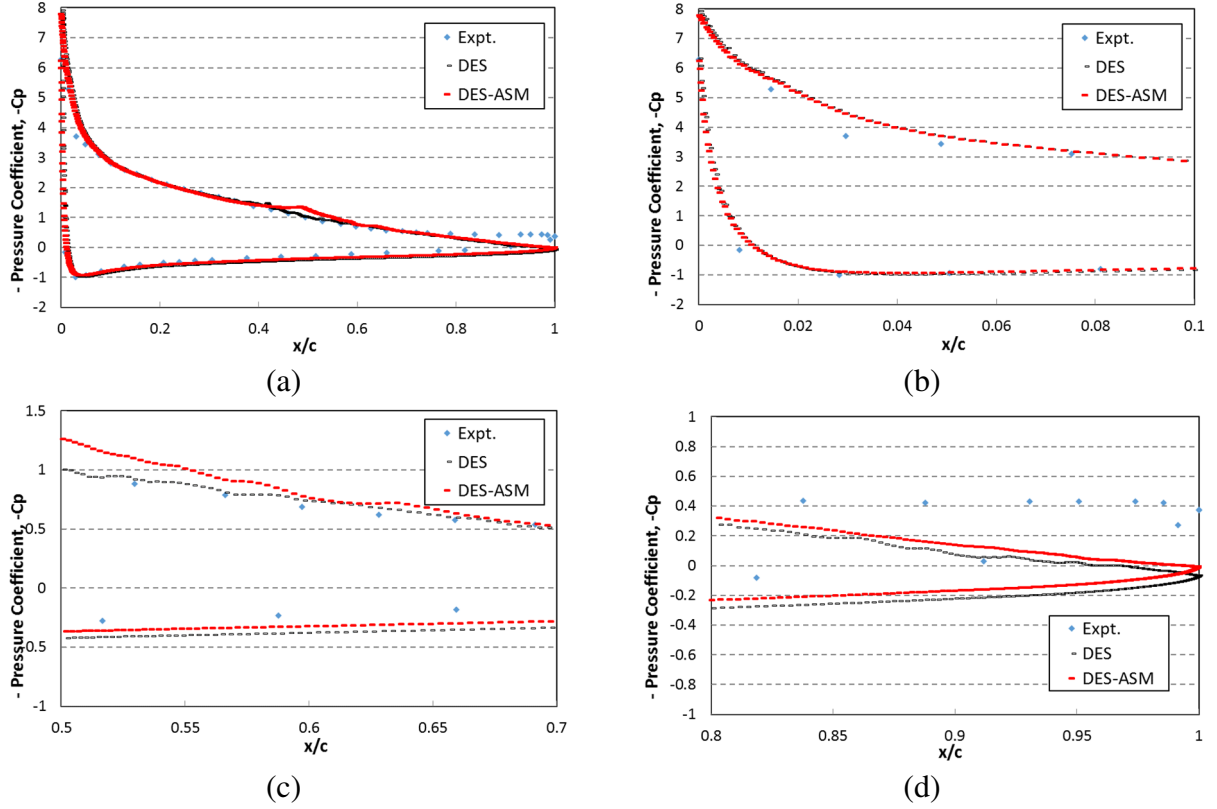 8
7
6
5
4
3
2
1
0
-1
-2
- Pressure Coefficient, -Cp
0
0.2
0.4
0.6
0.8
1
x/c
Expt.
DES
DES-ASM
(a)
8
7
6
5
4
3
2
1
0
-1
-2
- Pressure Coefficient, -Cp
0
0.02
0.04
0.06
0.08
0.1
x/c
Expt.
DES
DES-ASM
(b)
1.5
1
0.5
0
-0.5
-1
- Pressure Coefficient, -Cp
0.5
0.55
0.6
0.65
0.7
x/c
Expt.
DES
DES-ASM
(c)
1
0.8
0.6
0.4
0.2
0
-0.2
-0.4
-0.6
-0.8
-1
- Pressure Coefficient, -Cp
0.8
0.85
0.9
0.95
1
x/c
Expt.
DES
DES-ASM
(d)